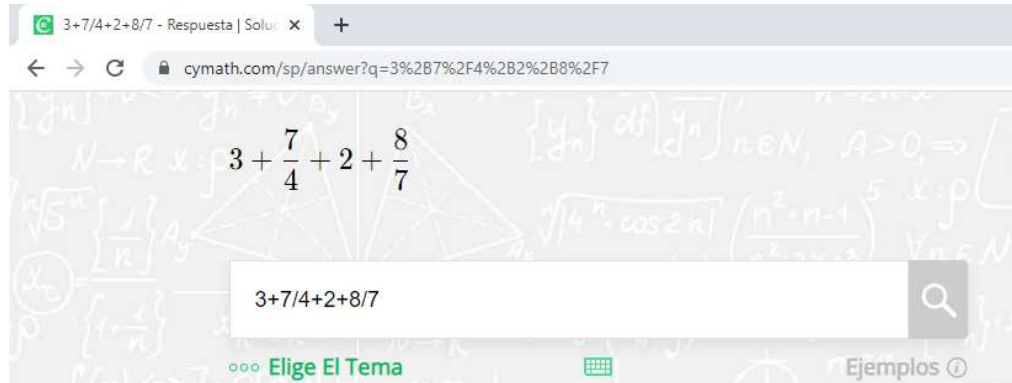 3+7/4+2+8/7 - Respuesta | Soluc
cymath.com/sp/answer?q=3%2B7%2F4%2B2%2B8%2F7
3 + 7/4 + 2 + 8/7
3+7/4+2+8/7
Elige El Tema
Ejemplos